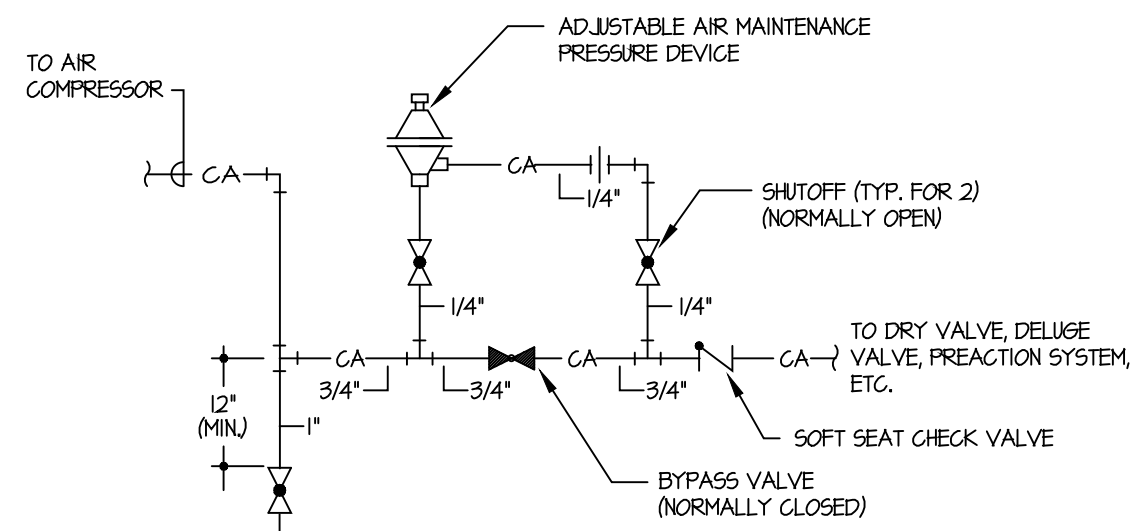 ADJUSTABLE AIR MAINTENANCE
PRESSURE DEVICE
TO AIR
COMPRESSOR
CA
CA
1/4"
SHUTOFF (TYP. FOR 2)
(NORMALLY OPEN)
1/4"
1/4"
TO DRY VALVE, DELUGE
VALVE, PREACTION SYSTEM,
ETC.
CA
CA
CA
3/4"
3/4"
3/4"
12"
(MIN.)
1"
SOFT SEAT CHECK VALVE
BYPASS VALVE
(NORMALLY CLOSED)